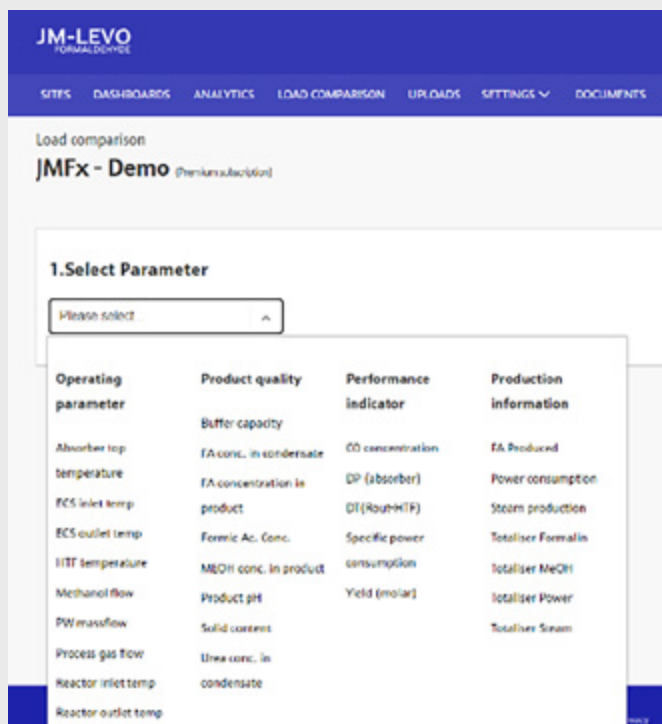 JM-LEVO
FORMALDEHYDE
SITES DASHBOARDS ANALYTICS LOAD COMPARISON UPLOADS SETTINGS DOCUMENTS
Load comparison
JMFx - Demo (Premium subscription)
1.Select Parameter
Please select...
Operating
parameter
Absorber top
temperature
ECS inlet temp
ECS outlet temp
HTF temperature
Methanol flow
PW massflow
Process gas flow
Reactor inlet temp
Reactor outlet temp
Product quality
Buffer capacity
FA conc. in condensate
FA concentration in
product
Formic Ac. Conc.
MEOH conc. in product
Product pH
Solid content
Urea conc. in
condensate
Performance
indicator
CO concentration
DP (absorber)
DT(Rout-HTF)
Specific power
consumption
Yield (molar)
Production
information
FA Produced
Power consumption
Steam production
Totaliser Formalin
Totaliser MeOH
Totaliser Power
Totaliser Steam